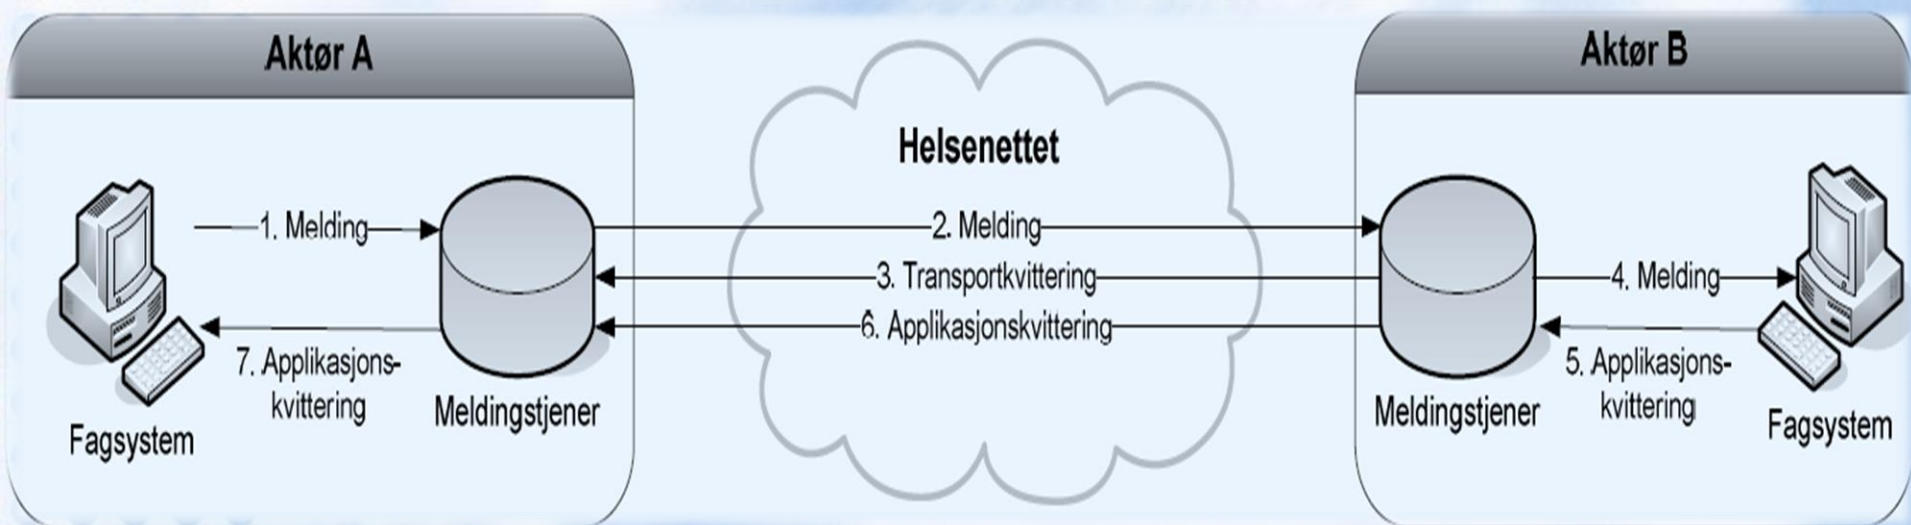 Aktør A
Aktør B
Helsenettet
1. Melding
2. Melding
3. Transportkvittering
4. Melding
6. Applikasjonskvittering
7. Applikasjons-
kvittering
5. Applikasjons-
kvittering
Meldingstjener
Fagsystem
Meldingstjener
Fagsystem